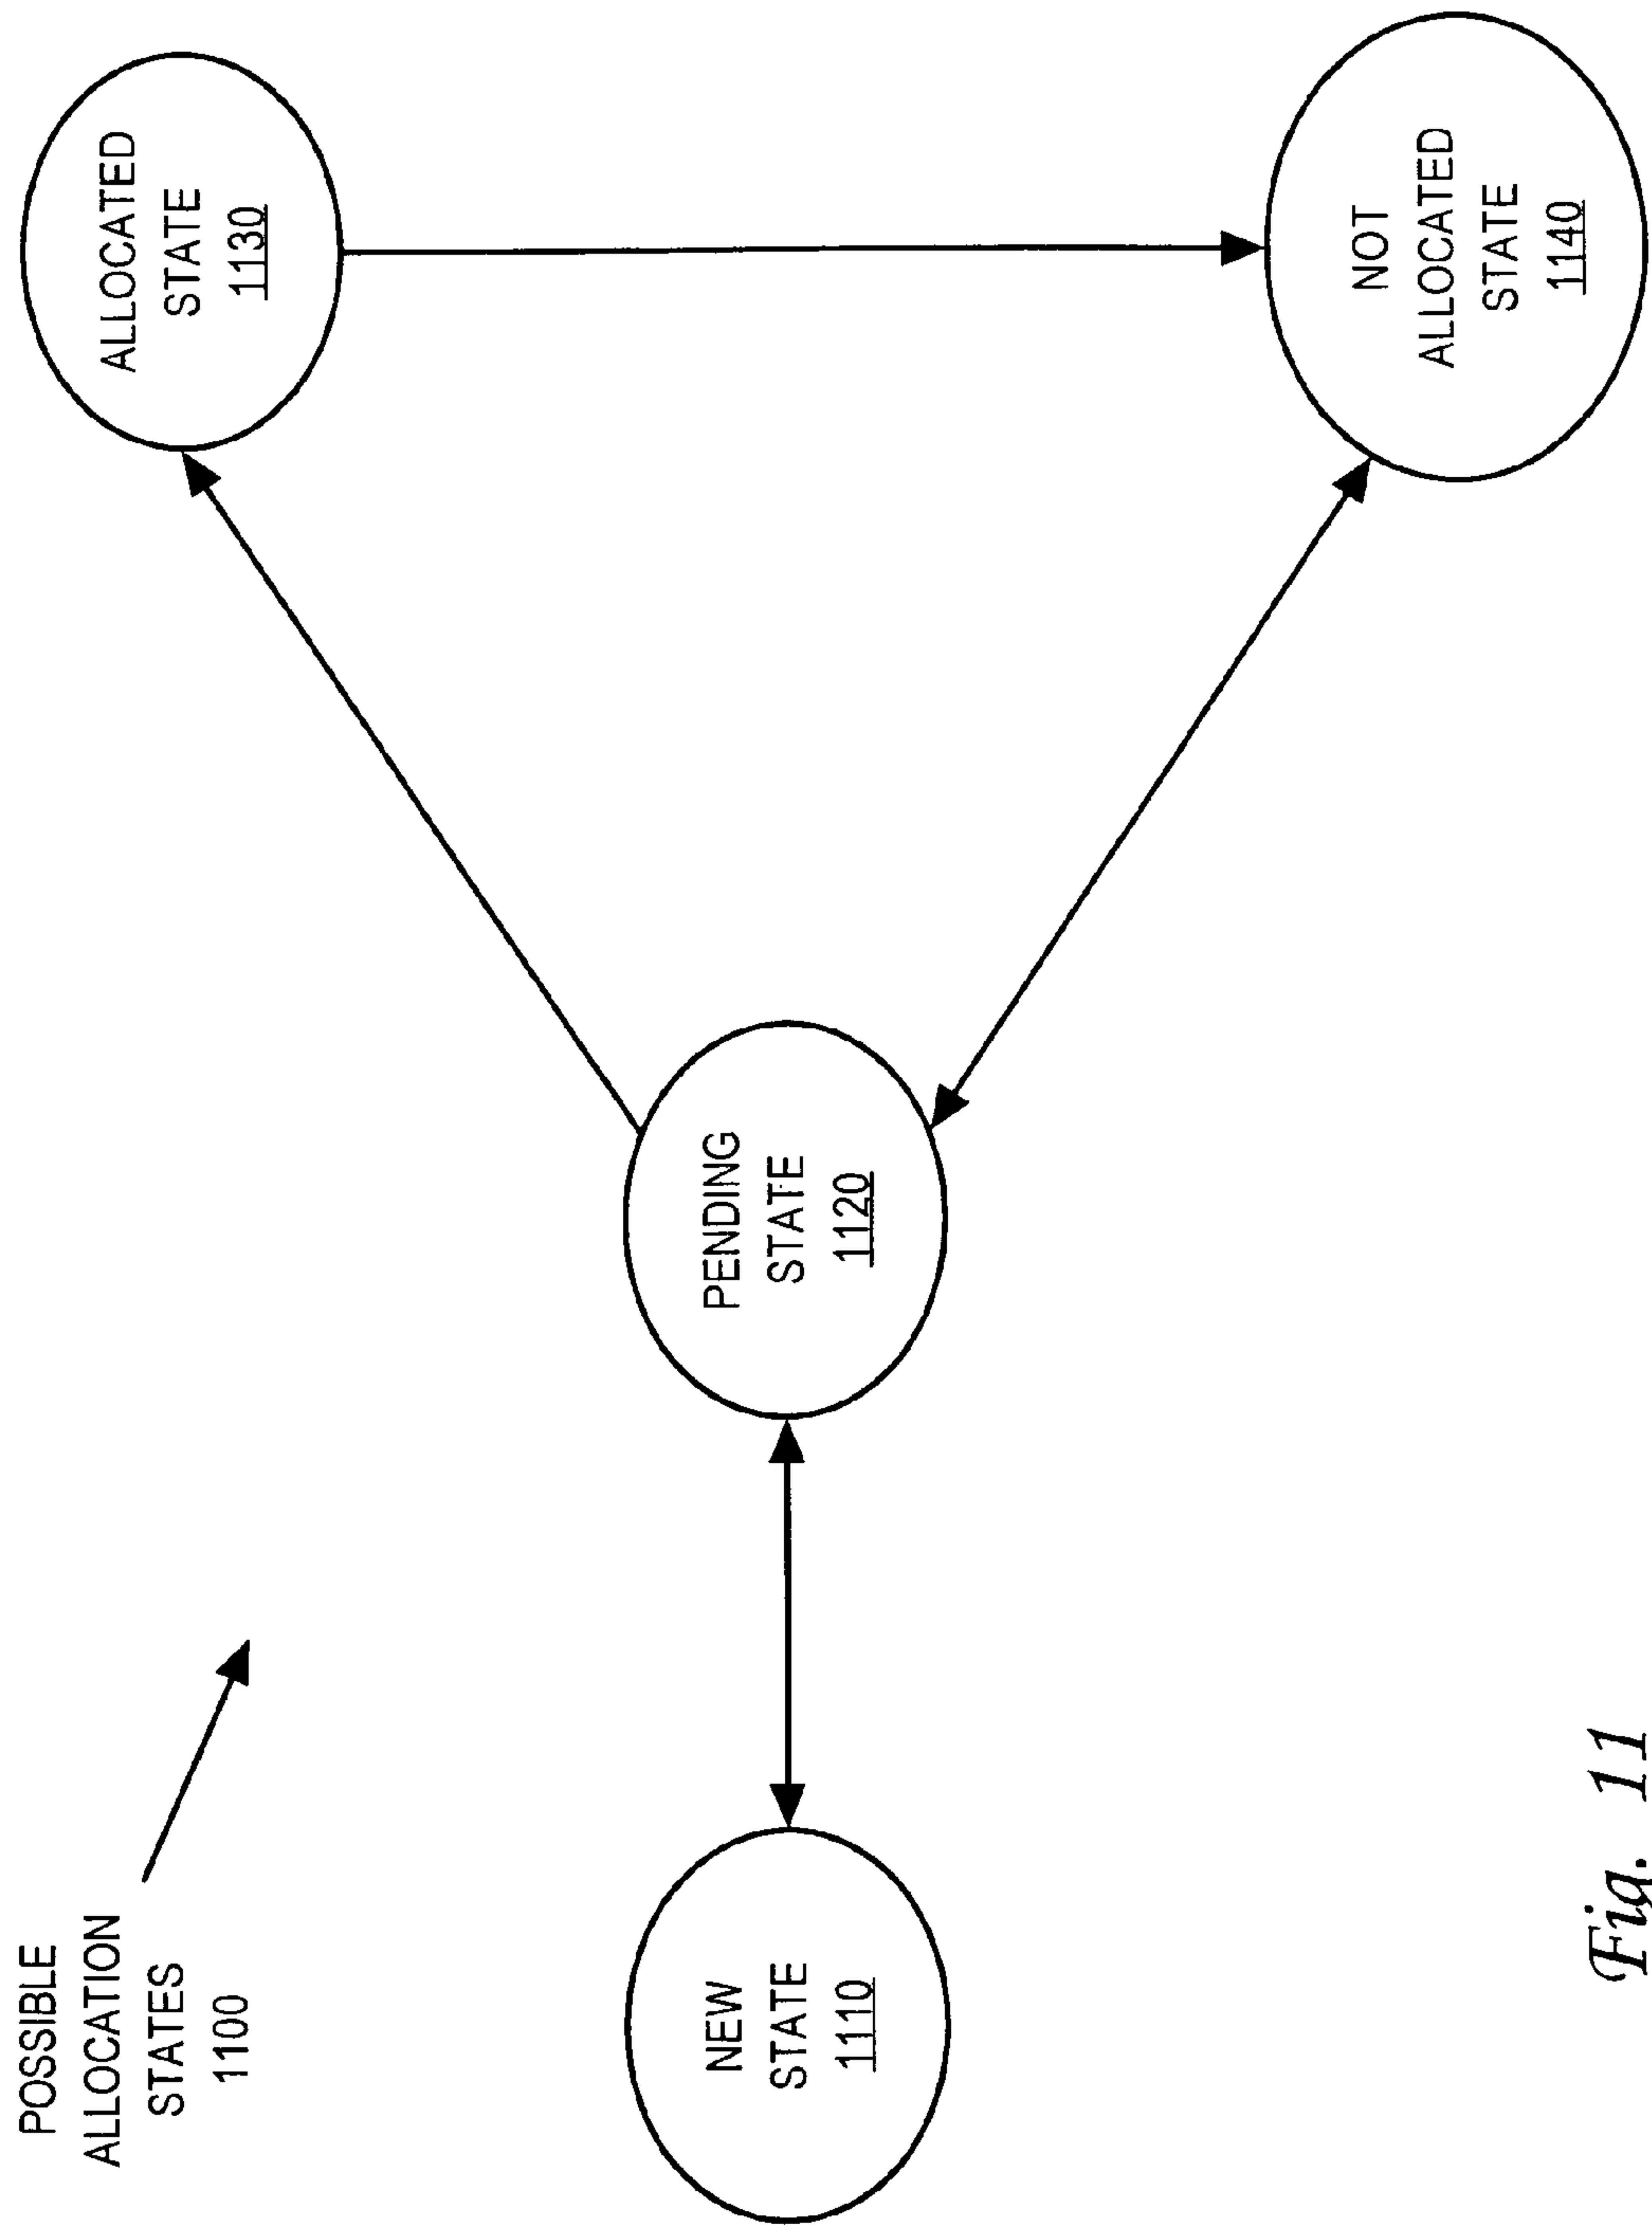 POSSIBLE
ALLOCATION
STATES
1100
NEW
STATE
1110
PENDING
STATE
1120
ALLOCATED
STATE
1130
NOT
ALLOCATED
STATE
1140
Fig. 11